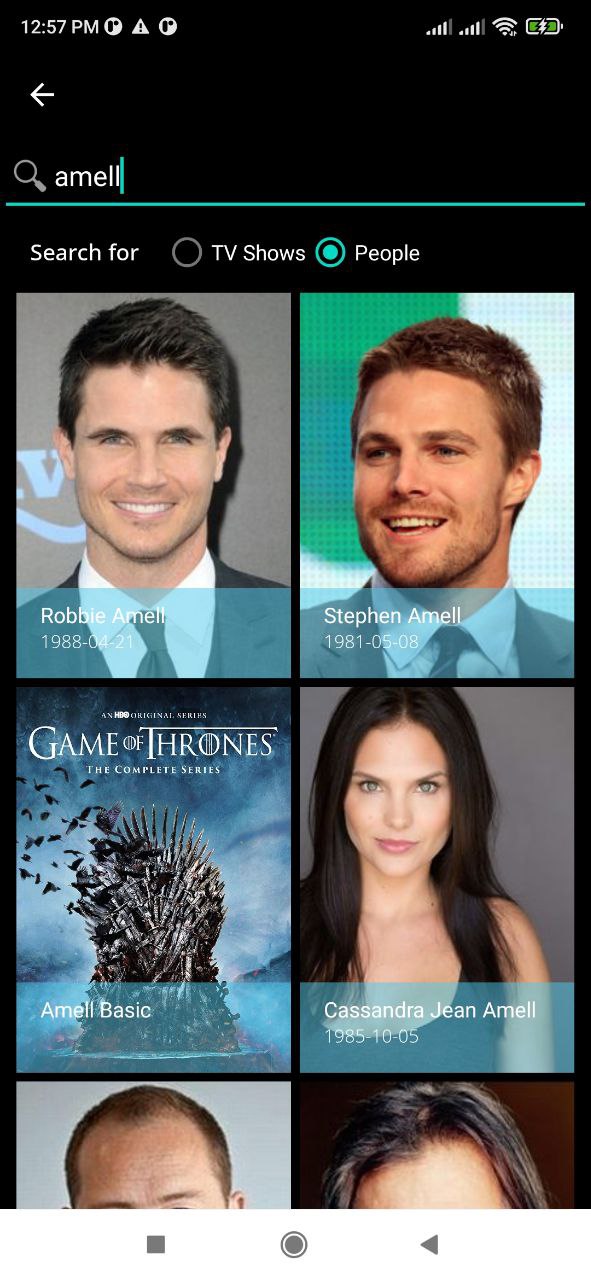 12:57 PM
amell
Search for TV Shows People
Robbie Amell
1988-04-21
Stephen Amell
1981-05-08
AN HBO ORIGINAL SERIES
GAME OF THRONES
THE COMPLETE SERIES
Amell Basic
Cassandra Jean Amell
1985-10-05